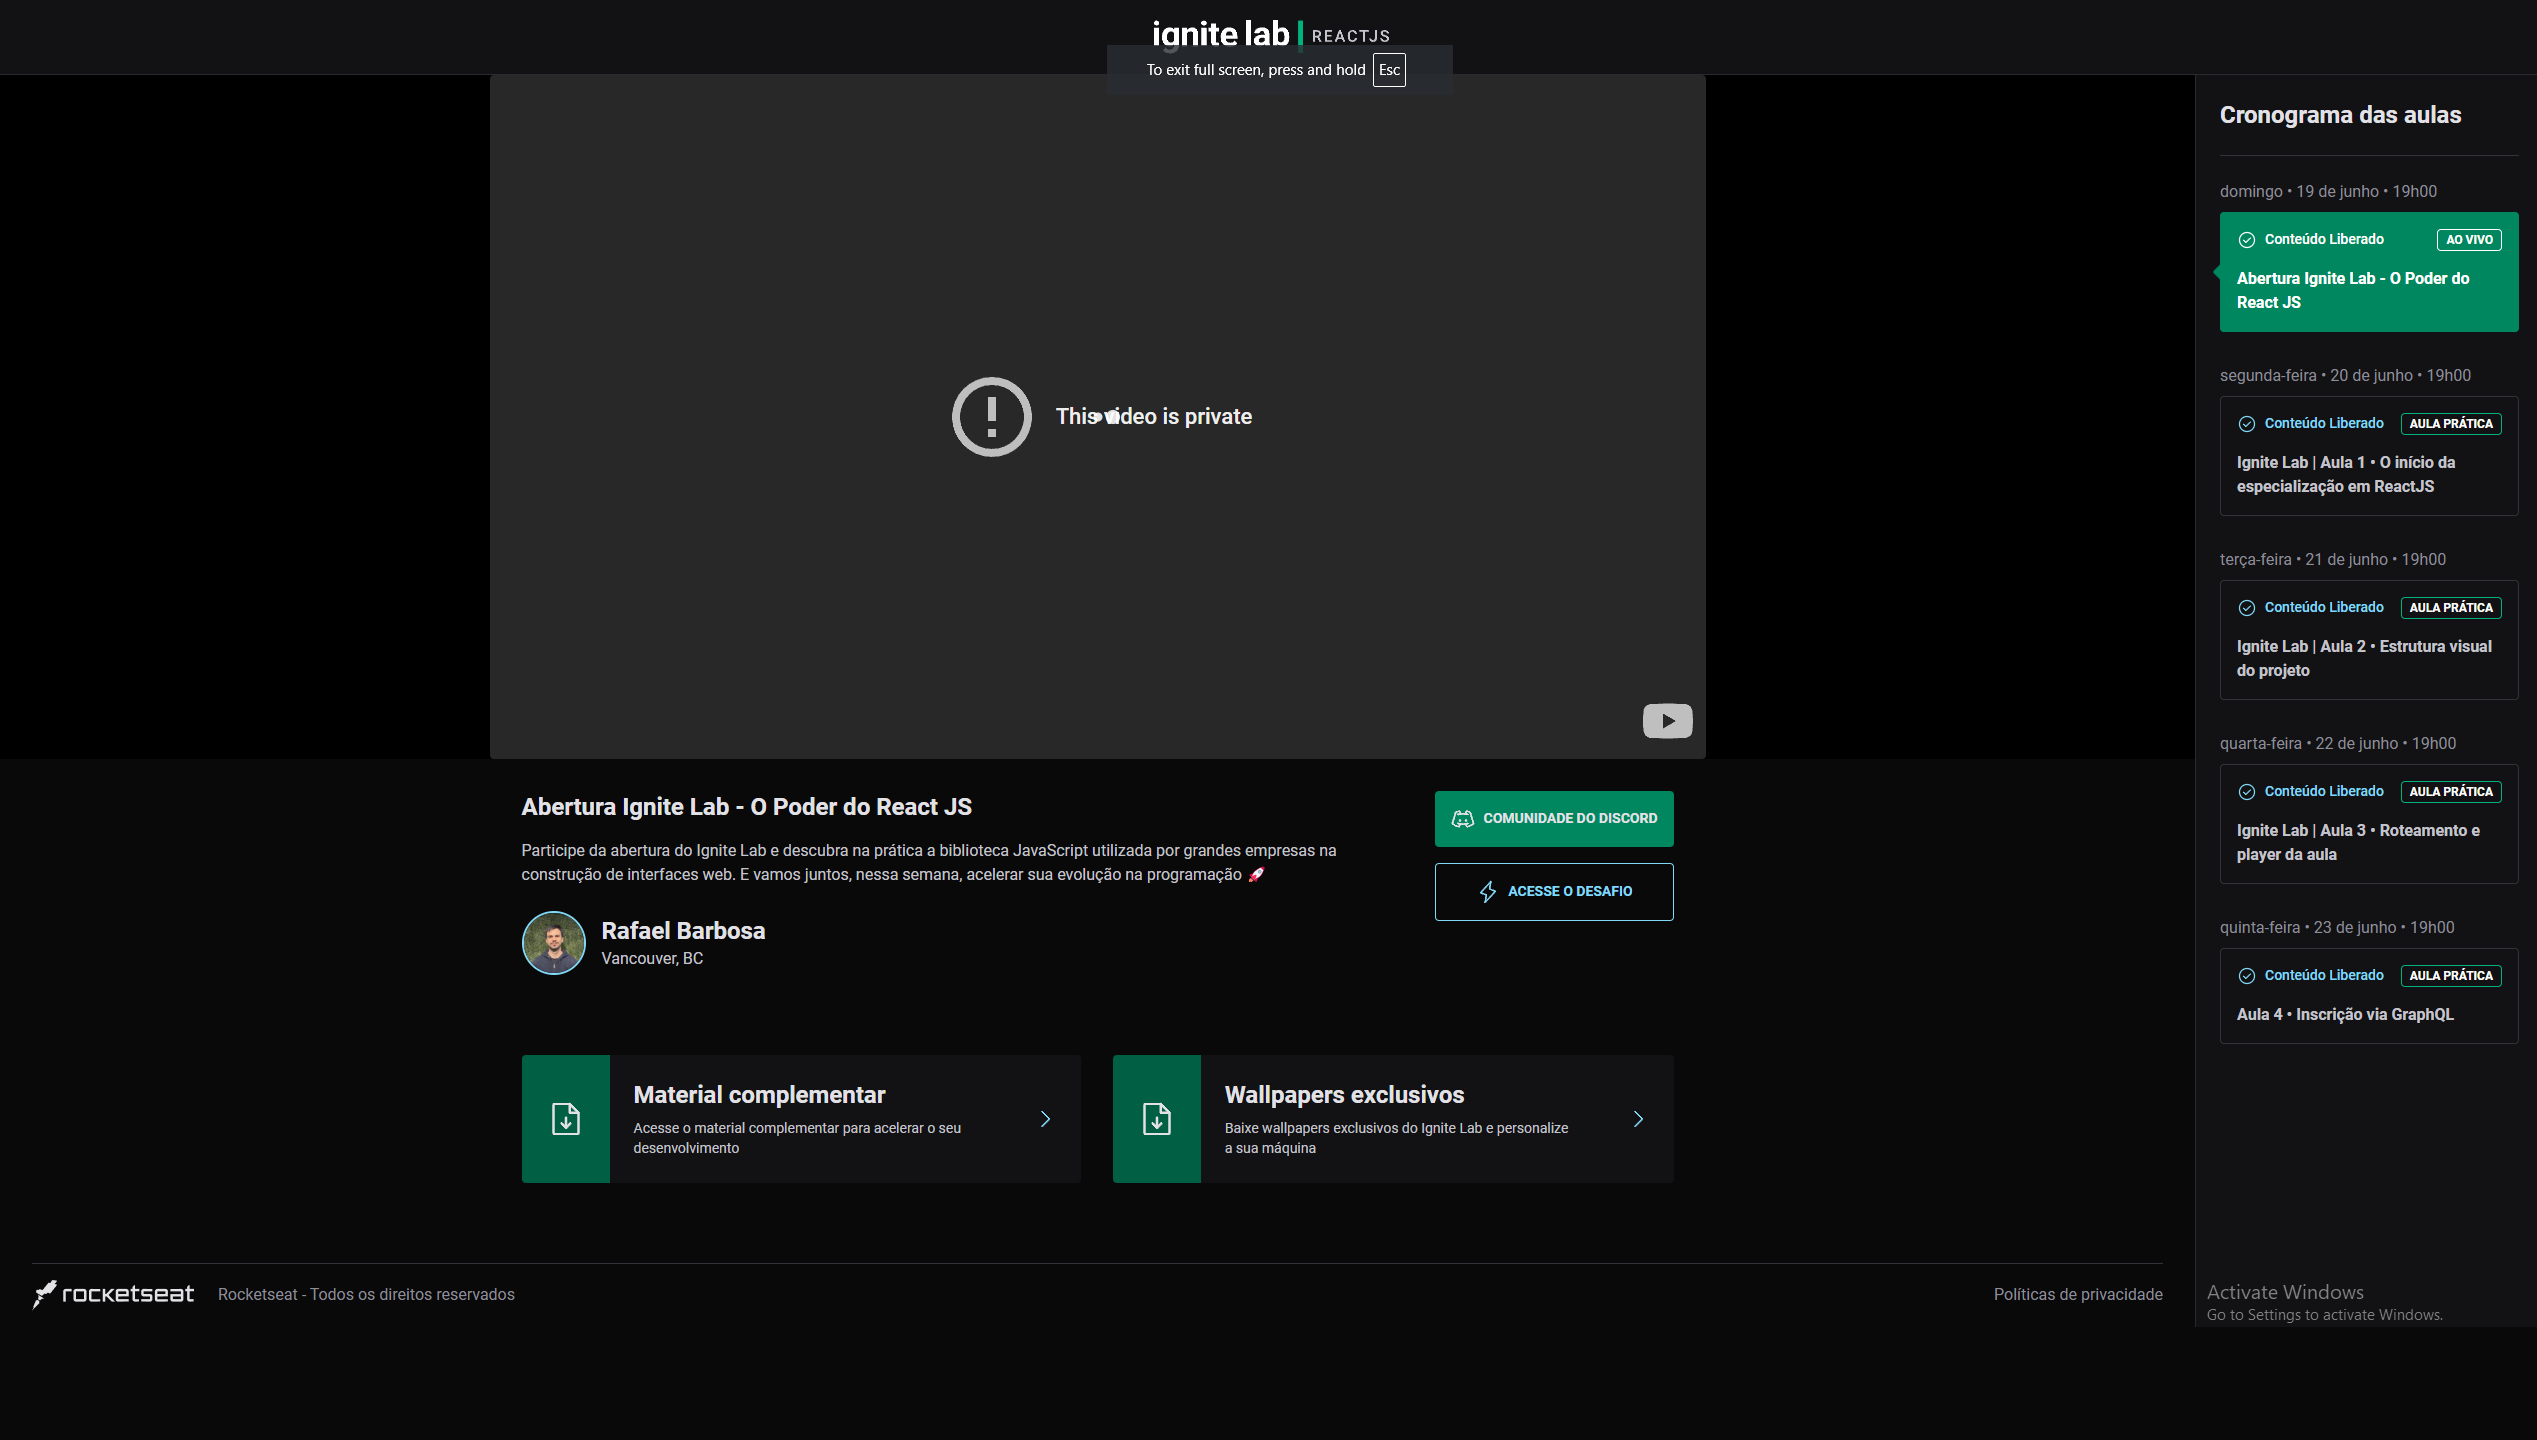 ignite lab | REACTJS
To exit full screen, press and hold Esc
This video is private
Abertura Ignite Lab - O Poder do React JS
Participe da abertura do Ignite Lab e descubra na prática a biblioteca JavaScript utilizada por grandes empresas na
construção de interfaces web. E vamos juntos, nessa semana, acelerar sua evolução na programação 🚀
Rafael Barbosa
Vancouver, BC
COMUNIDADE DO DISCORD
ACESSE O DESAFIO
Material complementar
Acesse o material complementar para acelerar o seu
desenvolvimento
Wallpapers exclusivos
Baixe wallpapers exclusivos do Ignite Lab e personalize
a sua máquina
Cronograma das aulas
domingo • 19 de junho • 19h00
Conteúdo Liberado AO VIVO
Abertura Ignite Lab - O Poder do
React JS
segunda-feira • 20 de junho • 19h00
Conteúdo Liberado AULA PRÁTICA
Ignite Lab | Aula 1 • O início da
especialização em ReactJS
terça-feira • 21 de junho • 19h00
Conteúdo Liberado AULA PRÁTICA
Ignite Lab | Aula 2 • Estrutura visual
do projeto
quarta-feira • 22 de junho • 19h00
Conteúdo Liberado AULA PRÁTICA
Ignite Lab | Aula 3 • Roteamento e
player da aula
quinta-feira • 23 de junho • 19h00
Conteúdo Liberado AULA PRÁTICA
Aula 4 • Inscrição via GraphQL
rocketseat Rocketseat - Todos os direitos reservados
Políticas de privacidade
Activate Windows
Go to Settings to activate Windows.